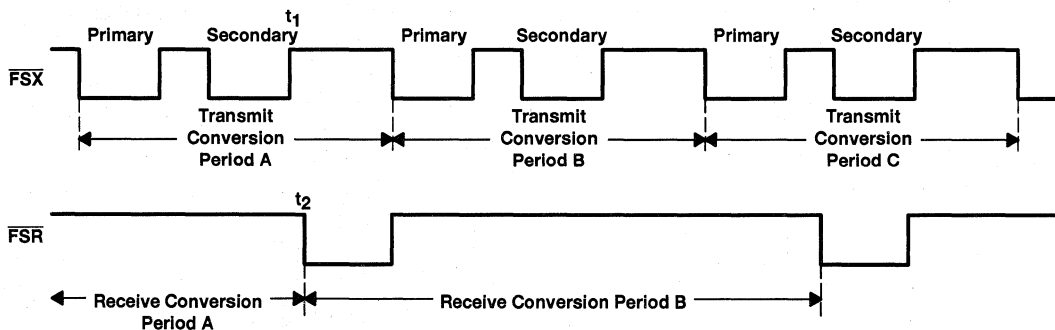 t1
Primary Secondary Primary Secondary Primary Secondary
FSX
Transmit Conversion Period A
Transmit Conversion Period B
Transmit Conversion Period C
t2
FSR
Receive Conversion Period A
Receive Conversion Period B